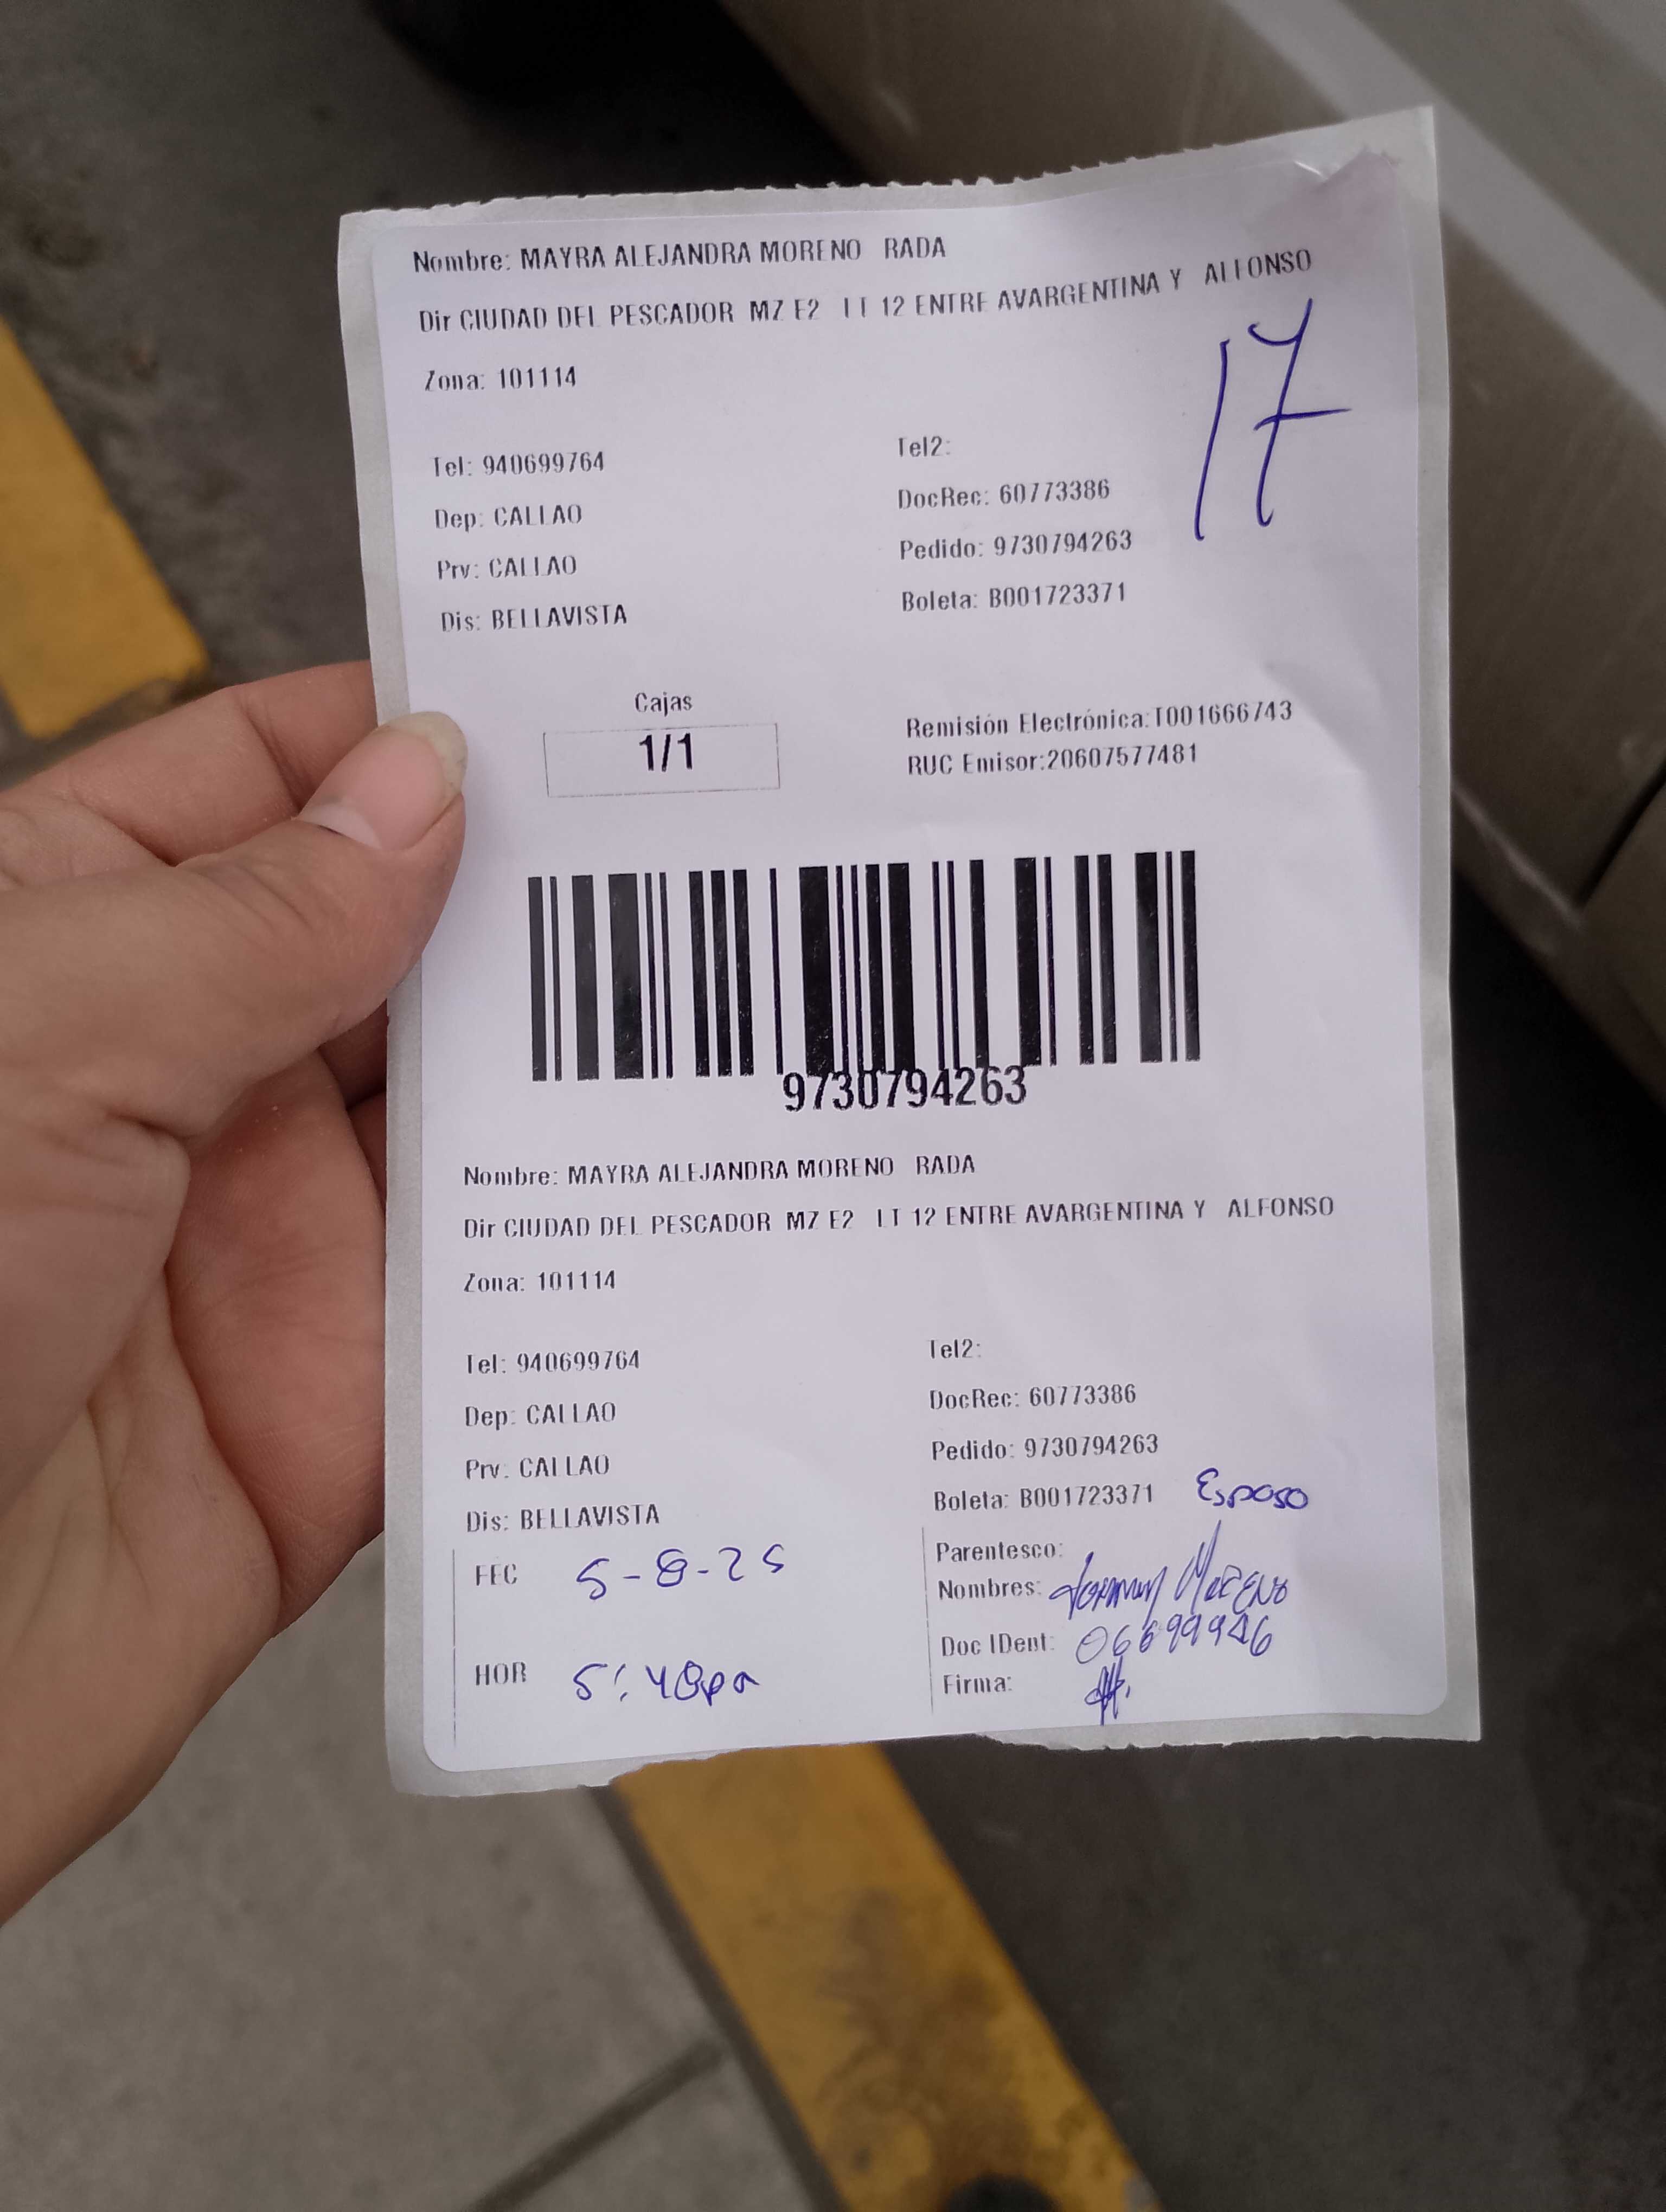 Nombre: MAYRA ALEJANDRA MORENO RADA
Dir CIUDAD DEL PESCADOR MZ E2 LT 12 ENTRE AVARGENTINA Y ALFONSO
17
Zona: 101114
Tel: 940699764
Tel2:
DocRec: 60773386
Dep: CALLAO
Pedido: 9730794263
Prv: CALLAO
Boleta: B001723371
Dis: BELLAVISTA
Cajas
1/1
Remisión Electrónica:T001666743
RUC Emisor:20607577481
9730794263
Nombre: MAYRA ALEJANDRA MORENO RADA
Dir CIUDAD DEL PESCADOR MZ E2 LT 12 ENTRE AVARGENTINA Y ALFONSO
Zona: 101114
Tel: 940699764
Tel2:
DocRec: 60773386
Dep: CALLAO
Pedido: 9730794263
Prv: CALLAO
Boleta: B001723371 Esposo
Dis: BELLAVISTA
FEC 5-8-25
Parentesco:
Nombres: Moreno
Doc IDent: 06699946
HOR 5:48pm
Firma: